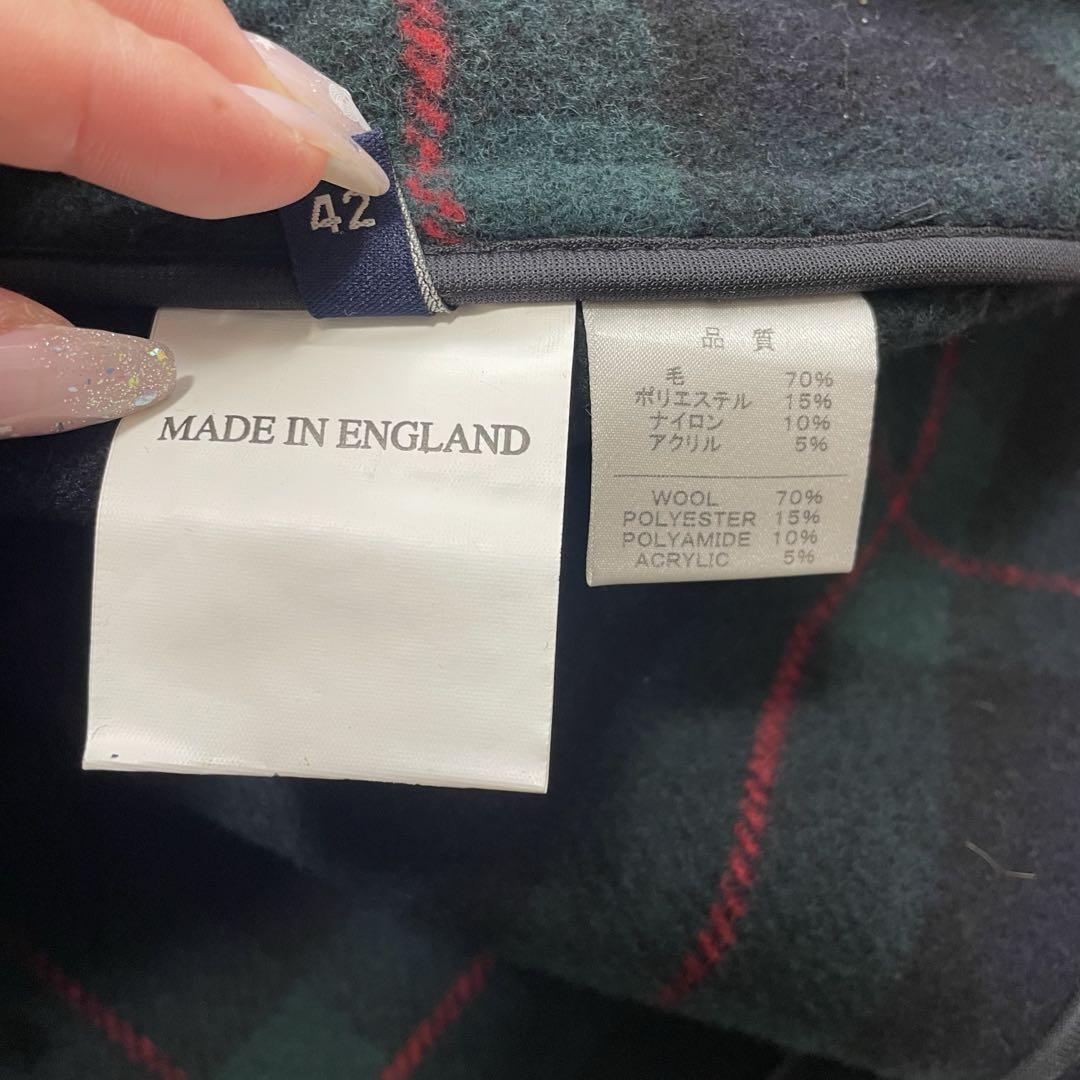 42
MADE IN ENGLAND
品 質
毛 70%
ポリエステル 15%
ナイロン 10%
アクリル 5%
WOOL 70%
POLYESTER 15%
POLYAMIDE 10%
ACRYLIC 5%